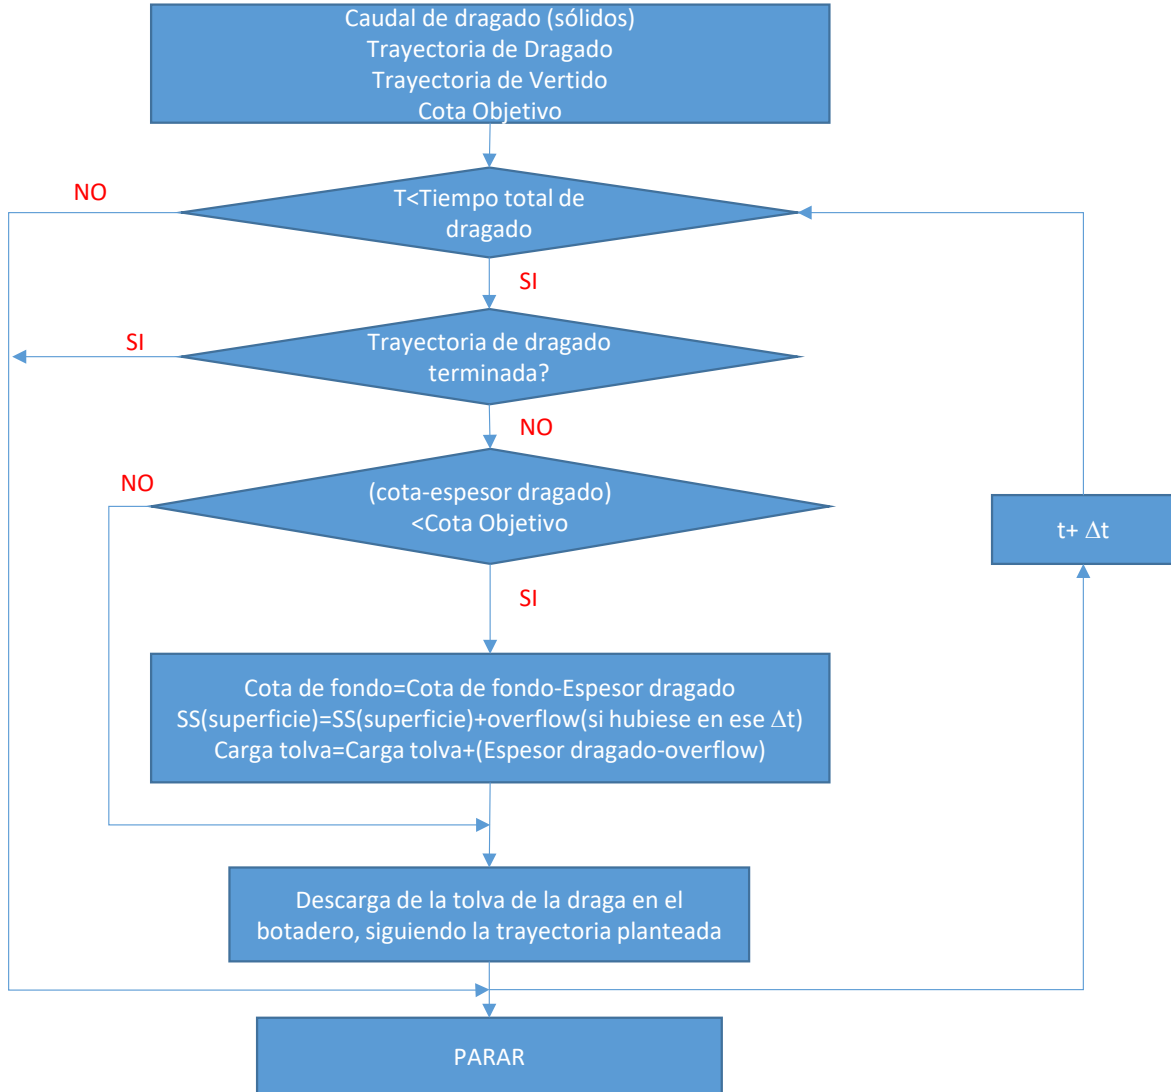 Caudal de dragado (sólidos)
Trayectoria de Dragado
Trayectoria de Vertido
Cota Objetivo
NO
T<Tiempo total de
dragado
SI
SI
Trayectoria de dragado
terminada?
NO
NO
(cota-espesor dragado)
<Cota Objetivo
t+ Δt
SI
Cota de fondo=Cota de fondo-Espesor dragado
SS(superficie)=SS(superficie)+overflow(si hubiese en ese Δt)
Carga tolva=Carga tolva+(Espesor dragado-overflow)
Descarga de la tolva de la draga en el
botadero, siguiendo la trayectoria planteada
PARAR